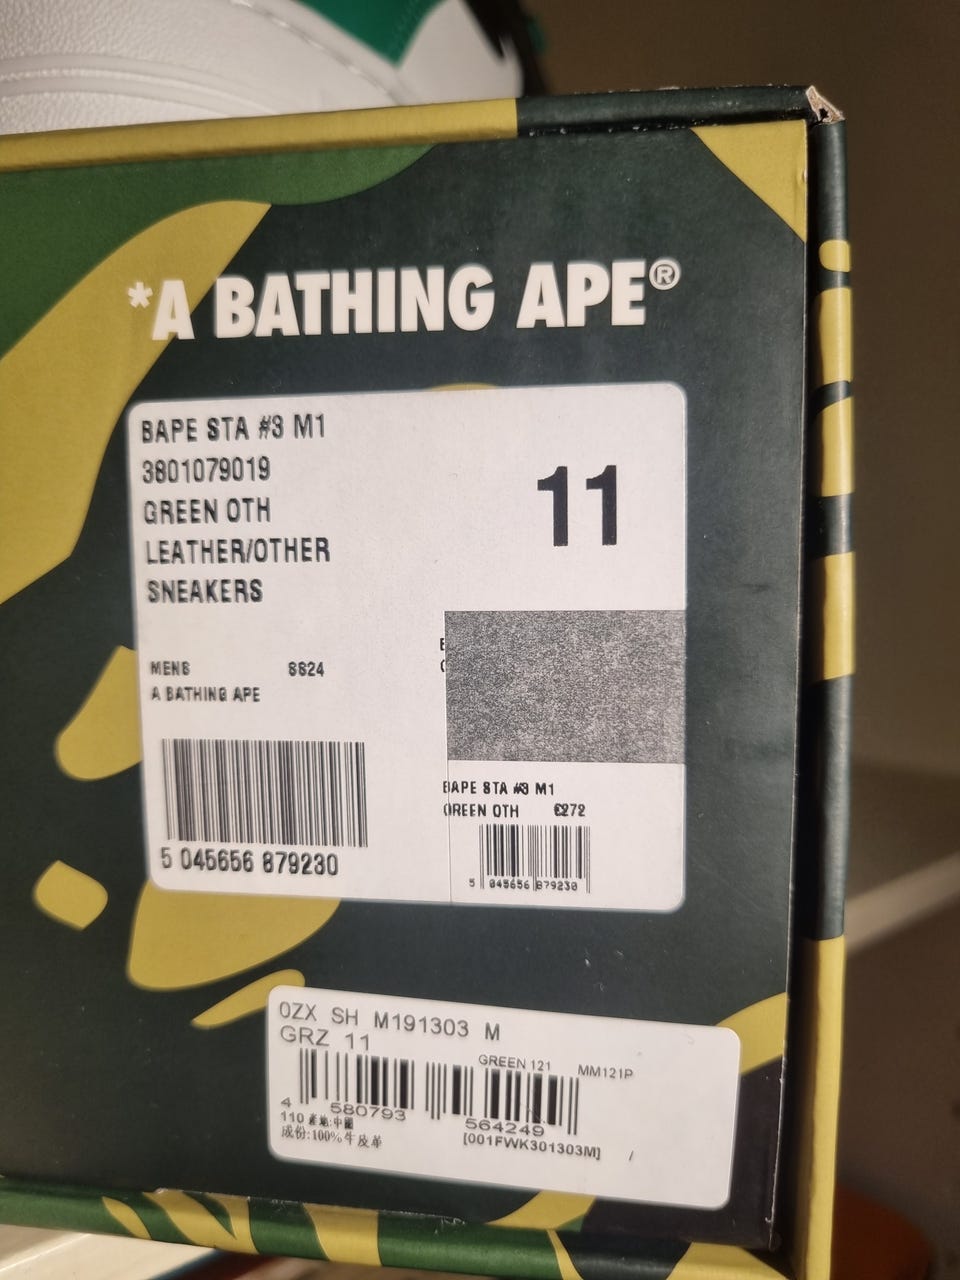 *A BATHING APE®
BAPE STA #3 M1
3801079019
GREEN OTH
LEATHER/OTHER
SNEAKERS
11
MENS SS24
A BATHING APE
5 045656 879230
BAPE STA #3 M1
GREEN OTH £272
5 045656 879230
0ZX SH M191303 M
GRZ 11
GREEN 121 MM121P
4 580793 564249
110 産地:中國
成份:100%牛皮革
[001FWK301303M] /